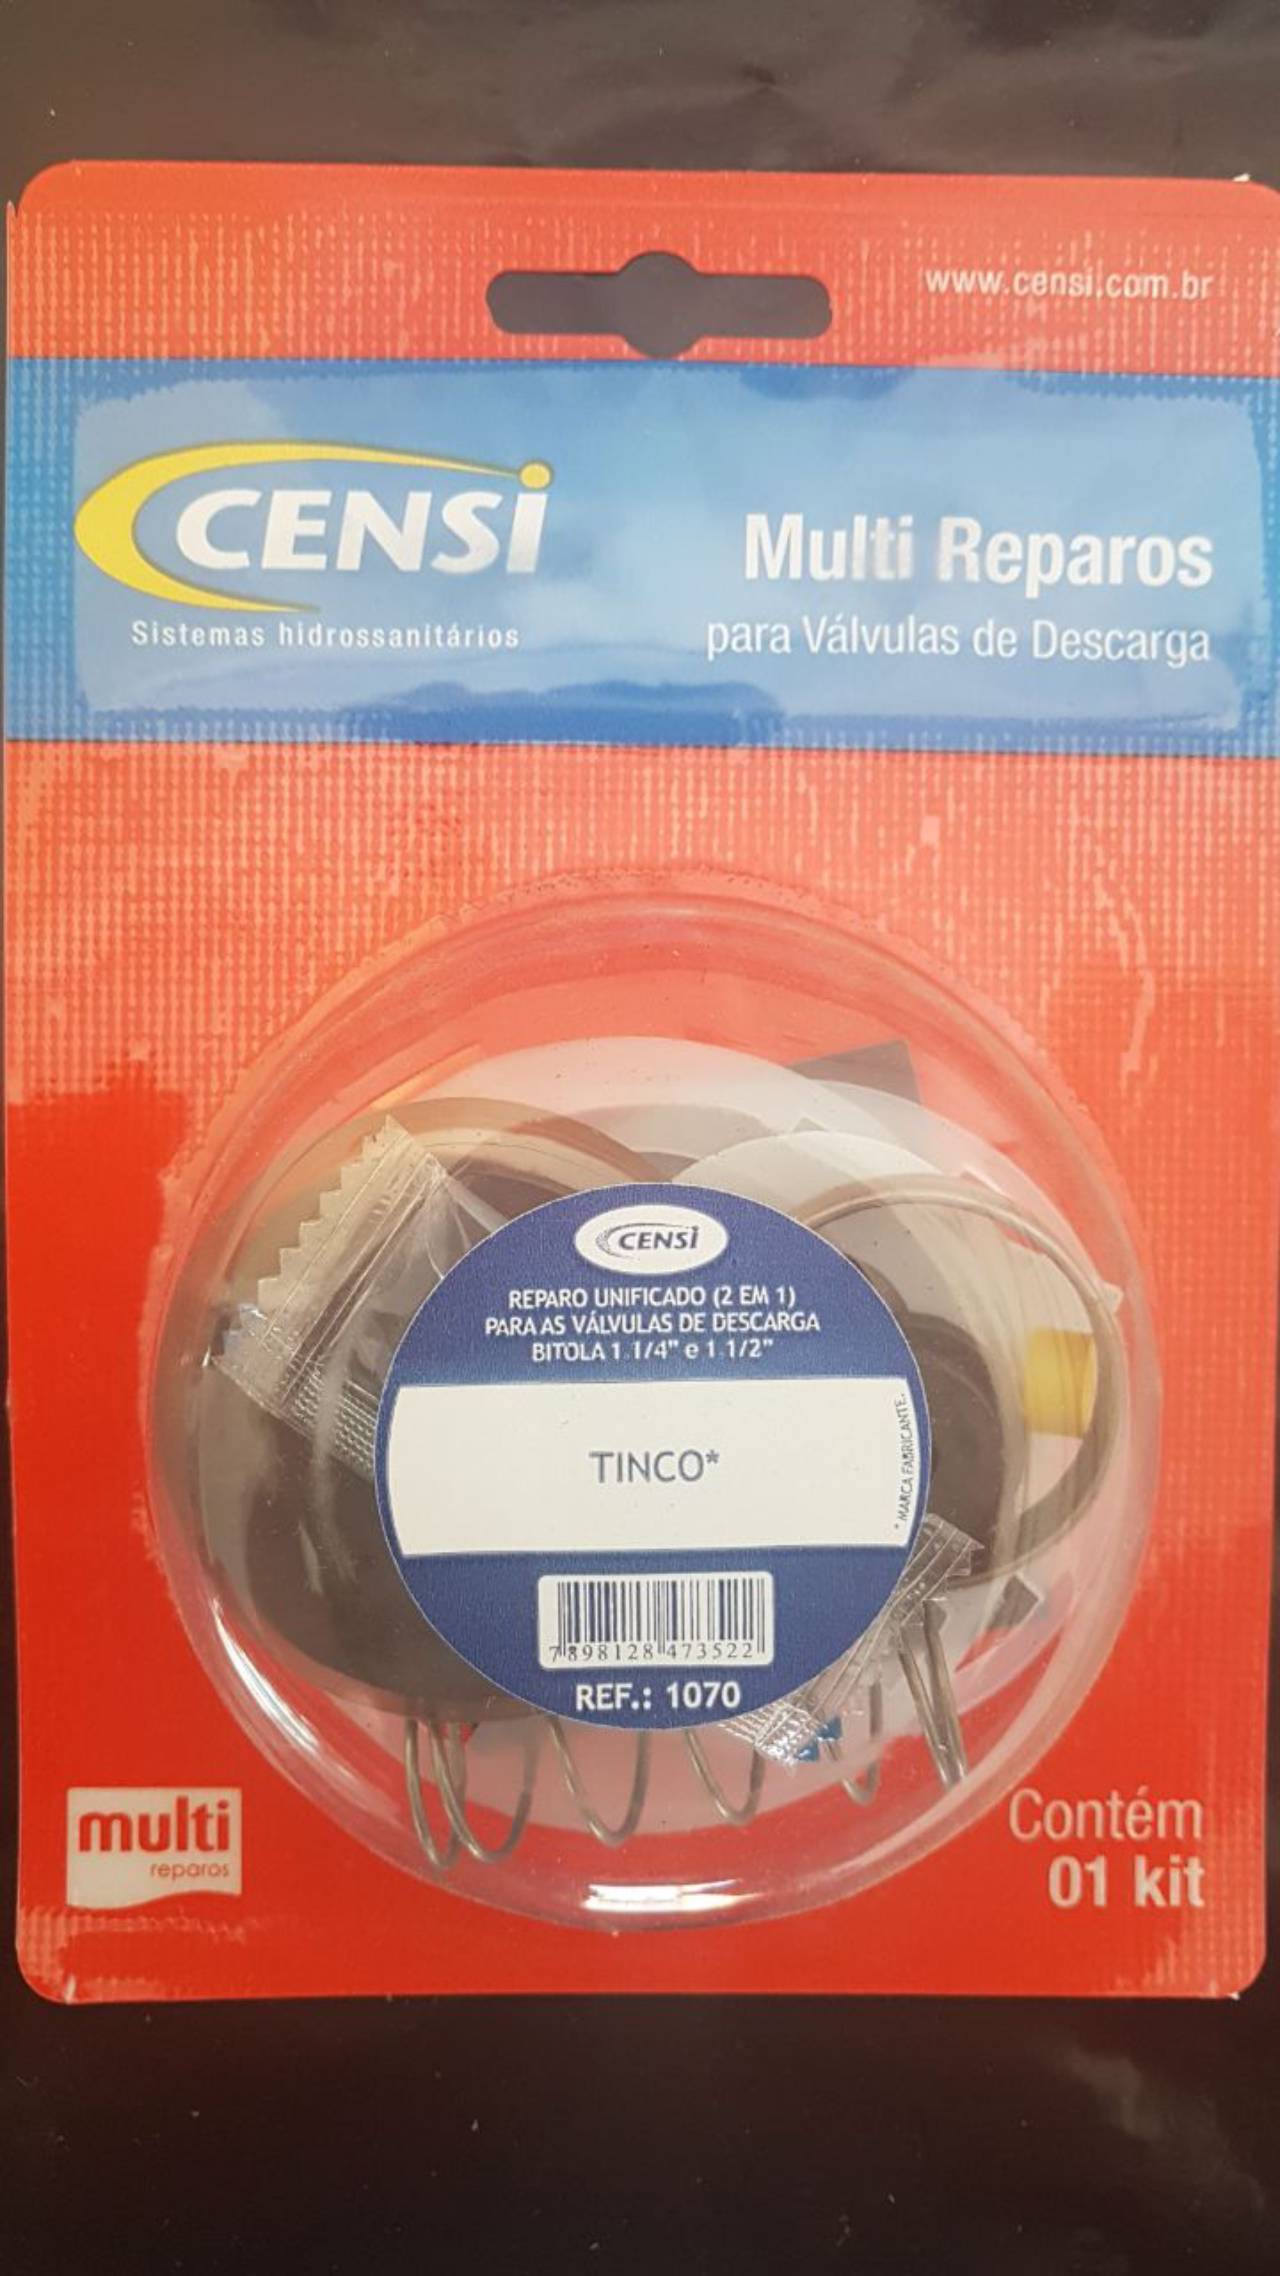 www.censi.com.br
CENSI
Sistemas hidrossanitários
Multi Reparos
para Válvulas de Descarga
CENSI
REPARO UNIFICADO (2 EM 1)
PARA AS VÁLVULAS DE DESCARGA
BITOLA 1.1/4" e 1.1/2"
TINCO*
* MARCA FABRICANTE.
7898128473522
REF.: 1070
multi
reparos
Contém
01 kit